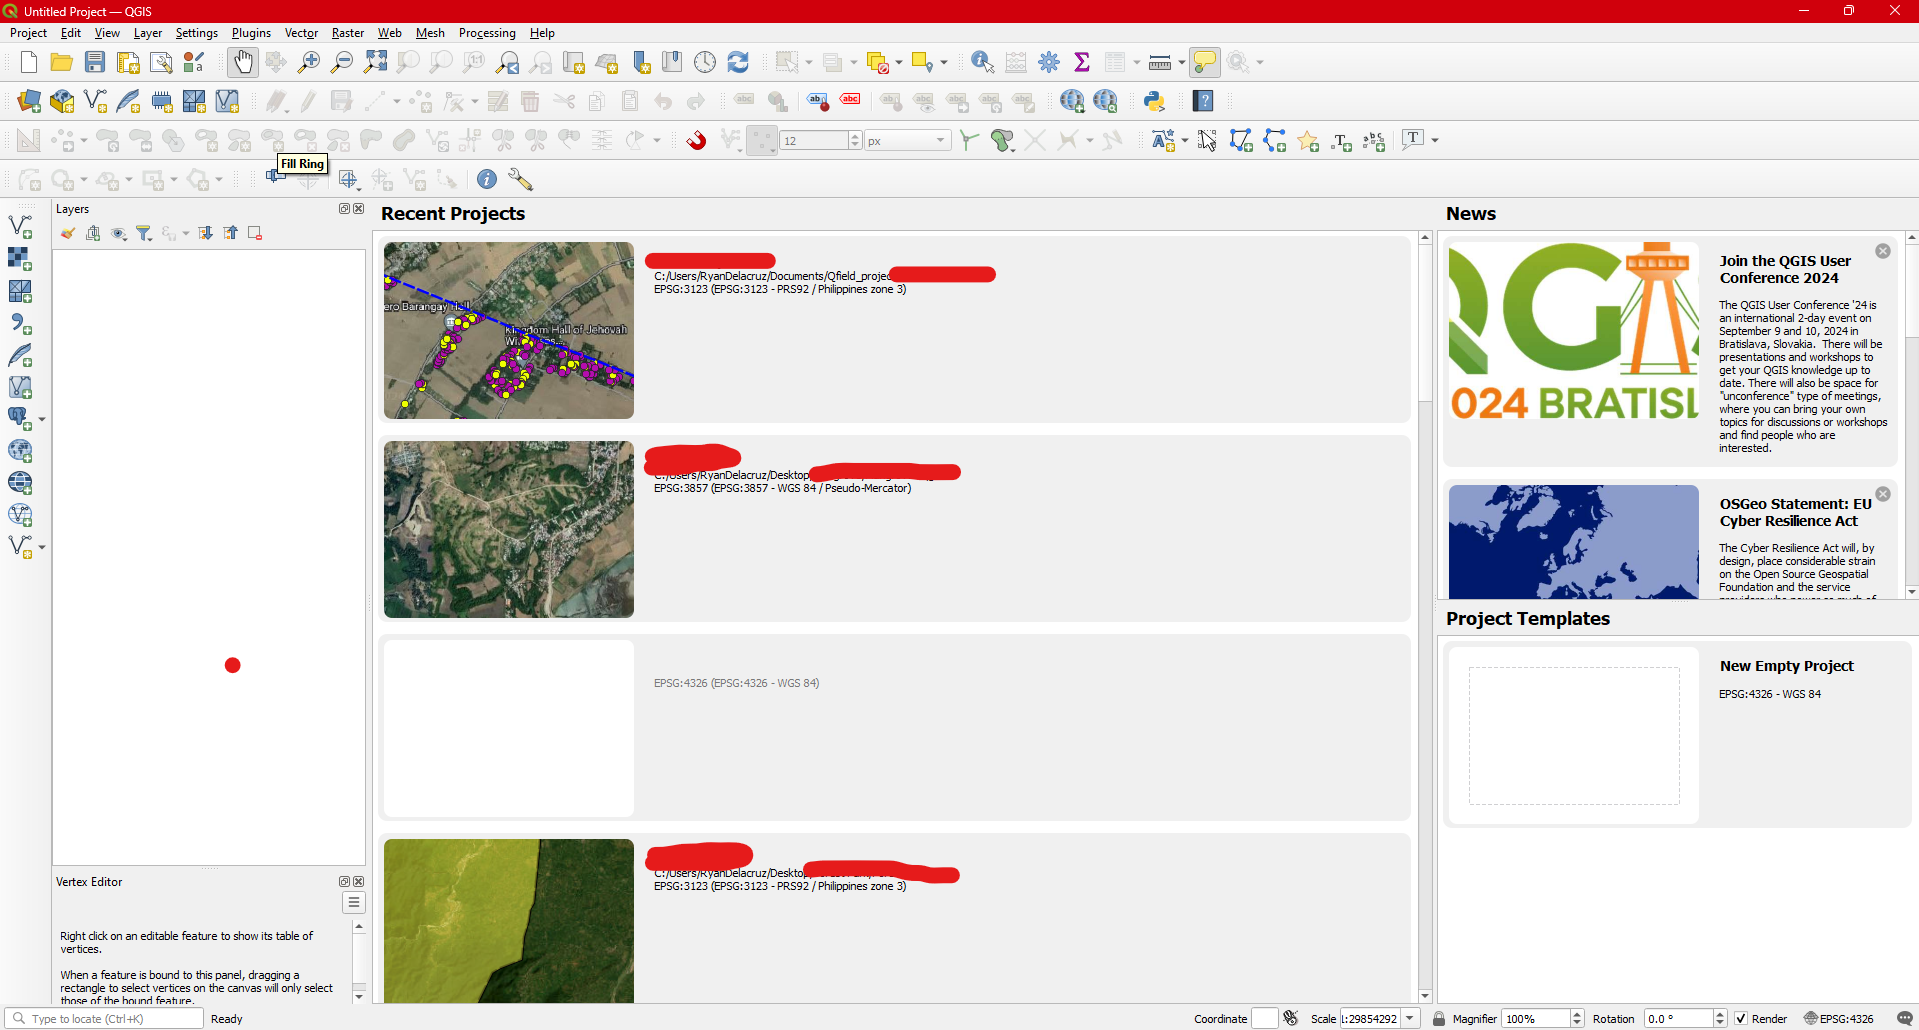 Untitled Project — QGIS
Project Edit View Layer Settings Plugins Vector Raster Web Mesh Processing Help
12 px
Fill Ring
Layers
Recent Projects
C:/Users/RyanDelacruz/Documents/Qfield_projec
EPSG:3123 (EPSG:3123 - PRS92 / Philippines zone 3)
ero Barangay Hall
Kingdom Hall of Jehovah
C:/Users/RyanDelacruz/Desktop
EPSG:3857 (EPSG:3857 - WGS 84 / Pseudo-Mercator)
EPSG:4326 (EPSG:4326 - WGS 84)
C:/Users/RyanDelacruz/Desktop
EPSG:3123 (EPSG:3123 - PRS92 / Philippines zone 3)
News
024 BRATISL
Join the QGIS User
Conference 2024
The QGIS User Conference '24 is
an international 2-day event on
September 9 and 10, 2024 in
Bratislava, Slovakia. There will be
presentations and workshops to
get your QGIS knowledge up to
date. There will also be space for
"unconference" type of meetings,
where you can bring your own
topics for discussions or workshops
and find people who are
interested.
OSGeo Statement: EU
Cyber Resilience Act
The Cyber Resilience Act will, by
design, place considerable strain
on the Open Source Geospatial
Foundation and the service
Project Templates
New Empty Project
EPSG:4326 - WGS 84
Vertex Editor
Right click on an editable feature to show its table of
vertices.
When a feature is bound to this panel, dragging a
rectangle to select vertices on the canvas will only select
those of the bound feature.
Type to locate (Ctrl+K) Ready Coordinate Scale 1:29854292 Magnifier 100% Rotation 0.0 ° Render EPSG:4326